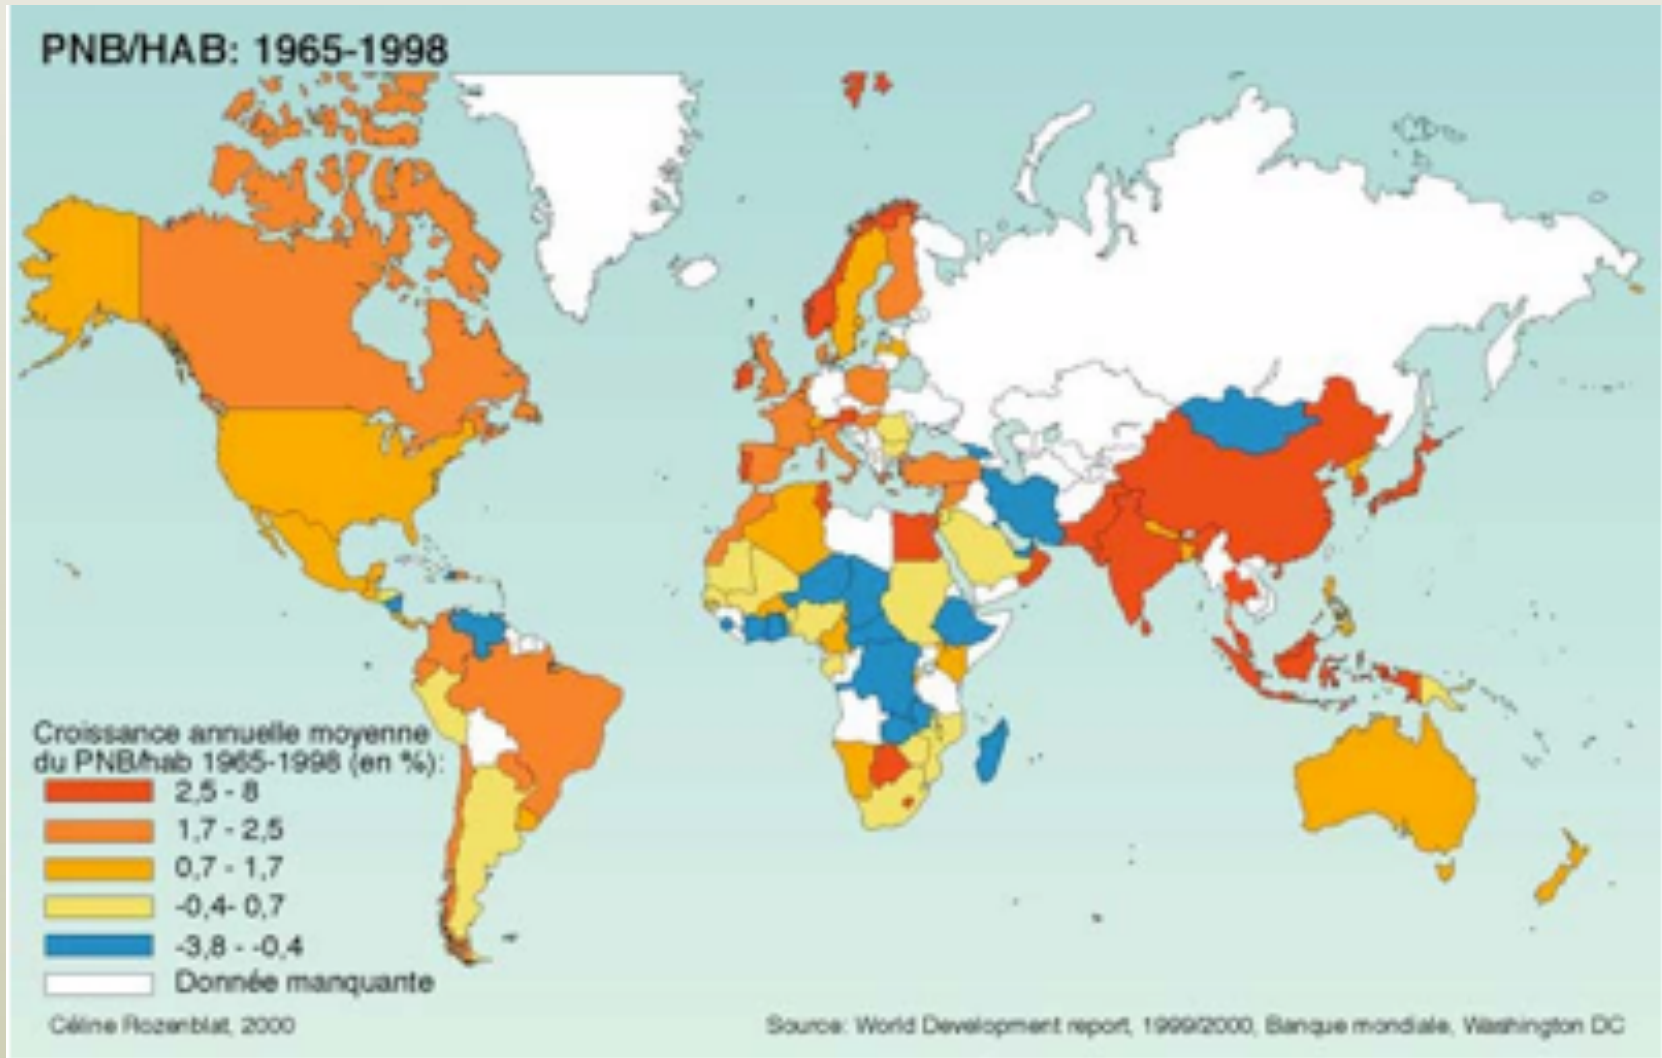 PNB/HAB: 1965-1998
Croissance annuelle moyenne
du PNB/hab 1965-1998 (en %):
2,5 - 8
1,7 - 2,5
0,7 - 1,7
-0,4- 0,7
-3,8 - -0,4
Donnée manquante
Céline Rozenblat, 2000
Source: World Development report, 1999/2000, Banque mondiale, Washington DC